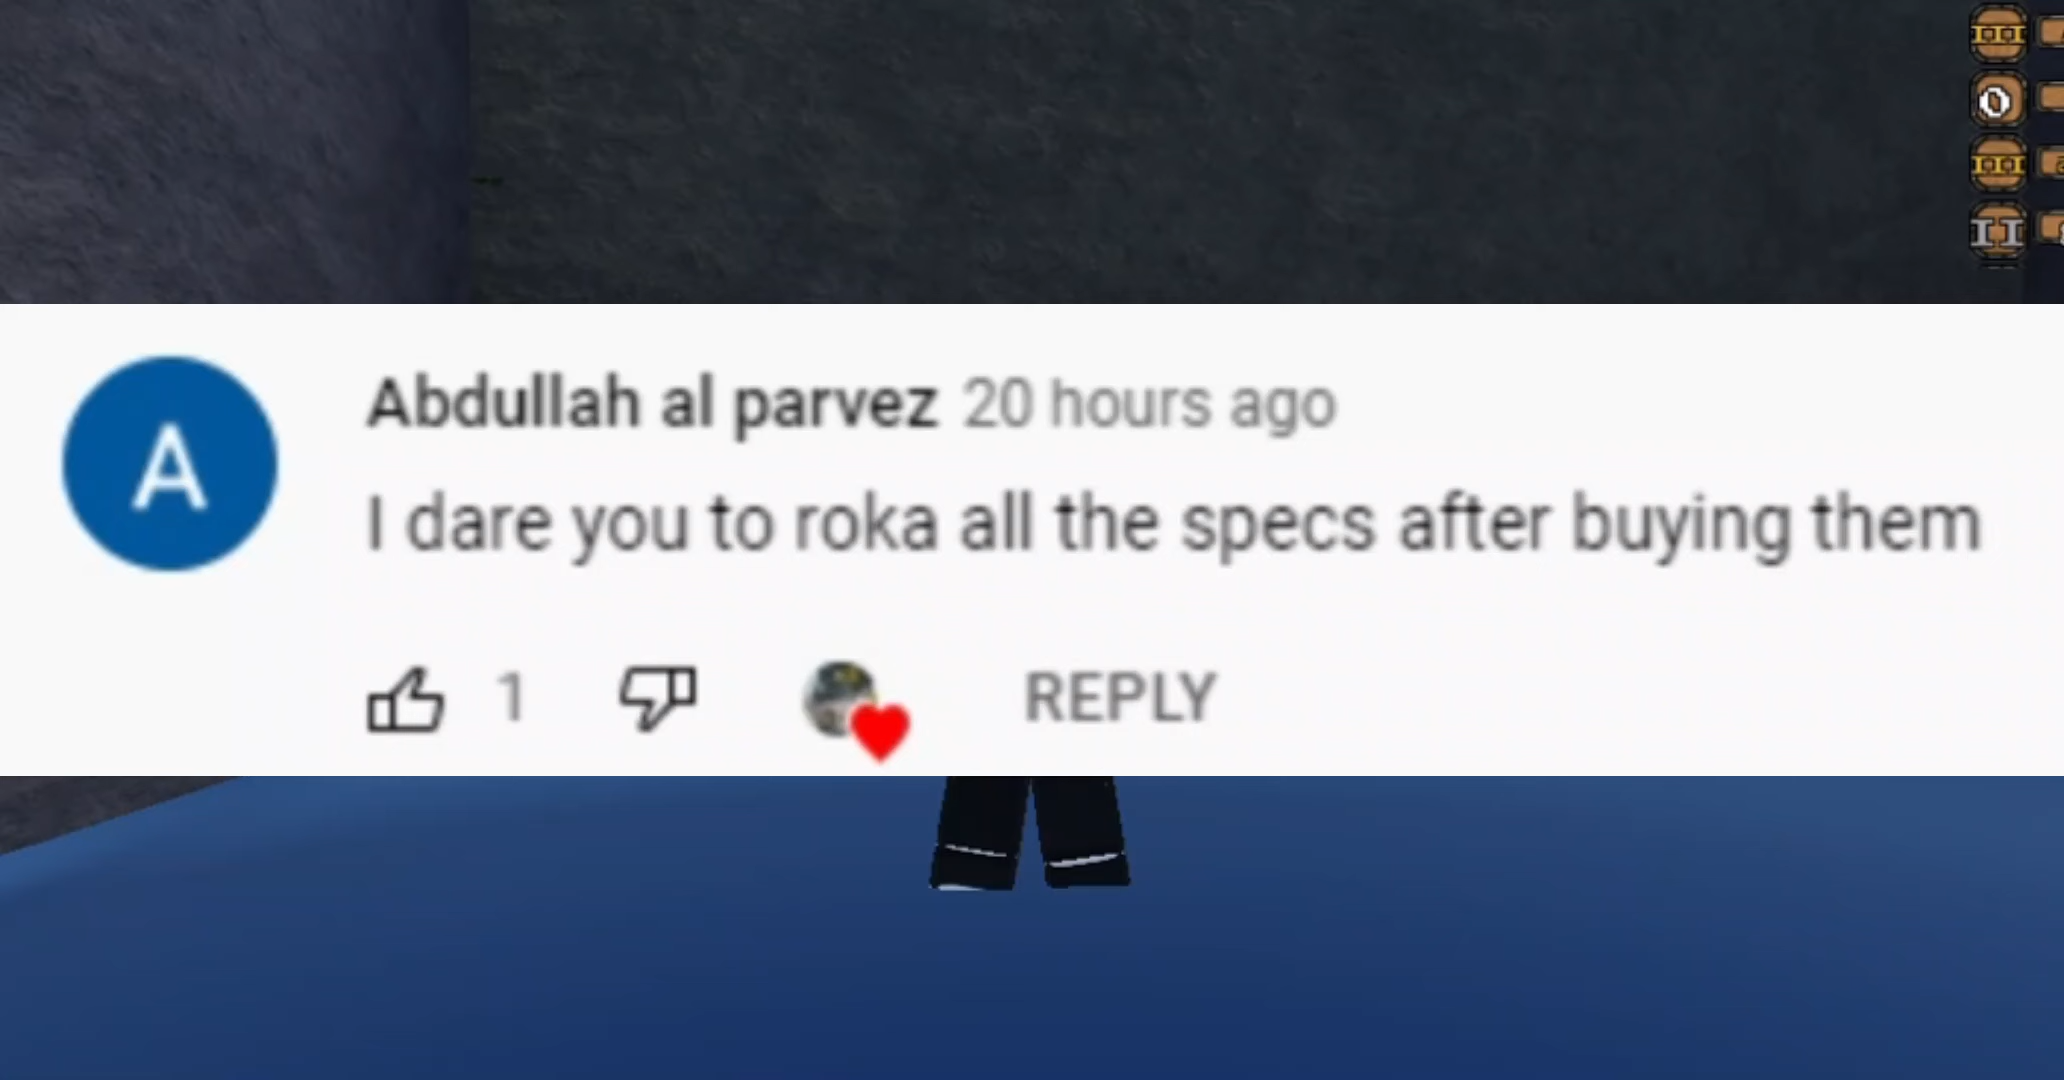 Abdullah al parvez 20 hours ago
A
I dare you to roka all the specs after buying them
1
REPLY